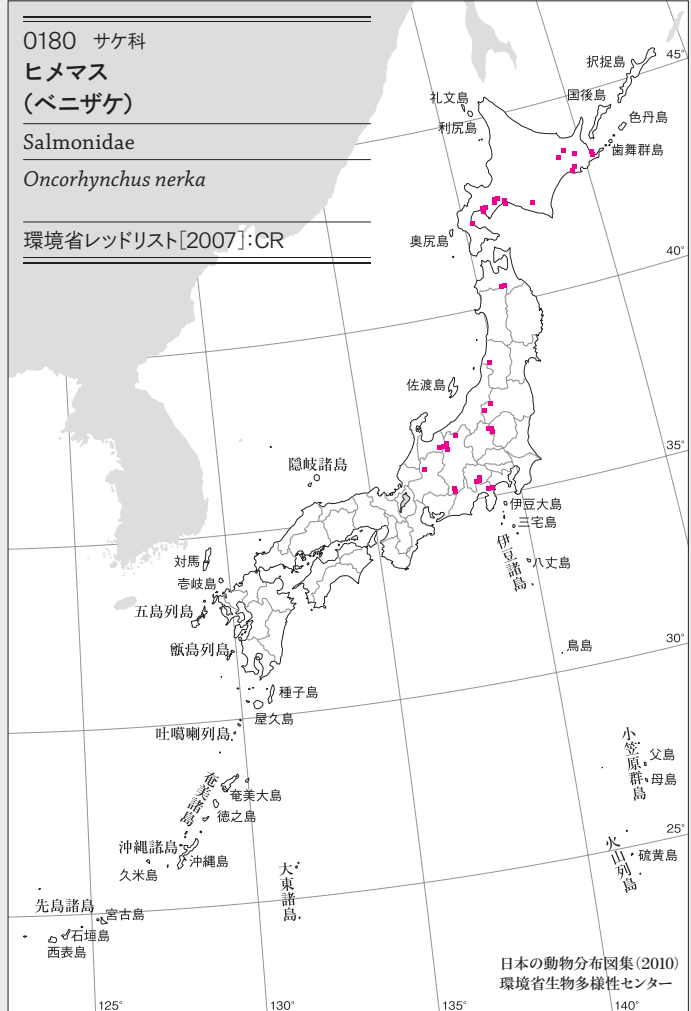 0180 サケ科
ヒメマス
(ベニザケ)
Salmonidae
Oncorhynchus nerka
環境省レッドリスト[2007]:CR
択捉島
45°
国後島
礼文島
色丹島
利尻島
歯舞群島
奥尻島
40°
佐渡島
35°
隠岐諸島
伊豆大島
三宅島
伊豆諸島
八丈島
対馬
壱岐島
五島列島
甑島列島
鳥島
30°
種子島
屋久島
吐噶喇列島
小笠原群島
父島
母島
奄美諸島
奄美大島
徳之島
25°
沖縄諸島
沖縄島
久米島
火山列島
硫黄島
大東諸島
先島諸島
宮古島
石垣島
西表島
日本の動物分布図集(2010)
環境省生物多様性センター
125°
130°
135°
140°